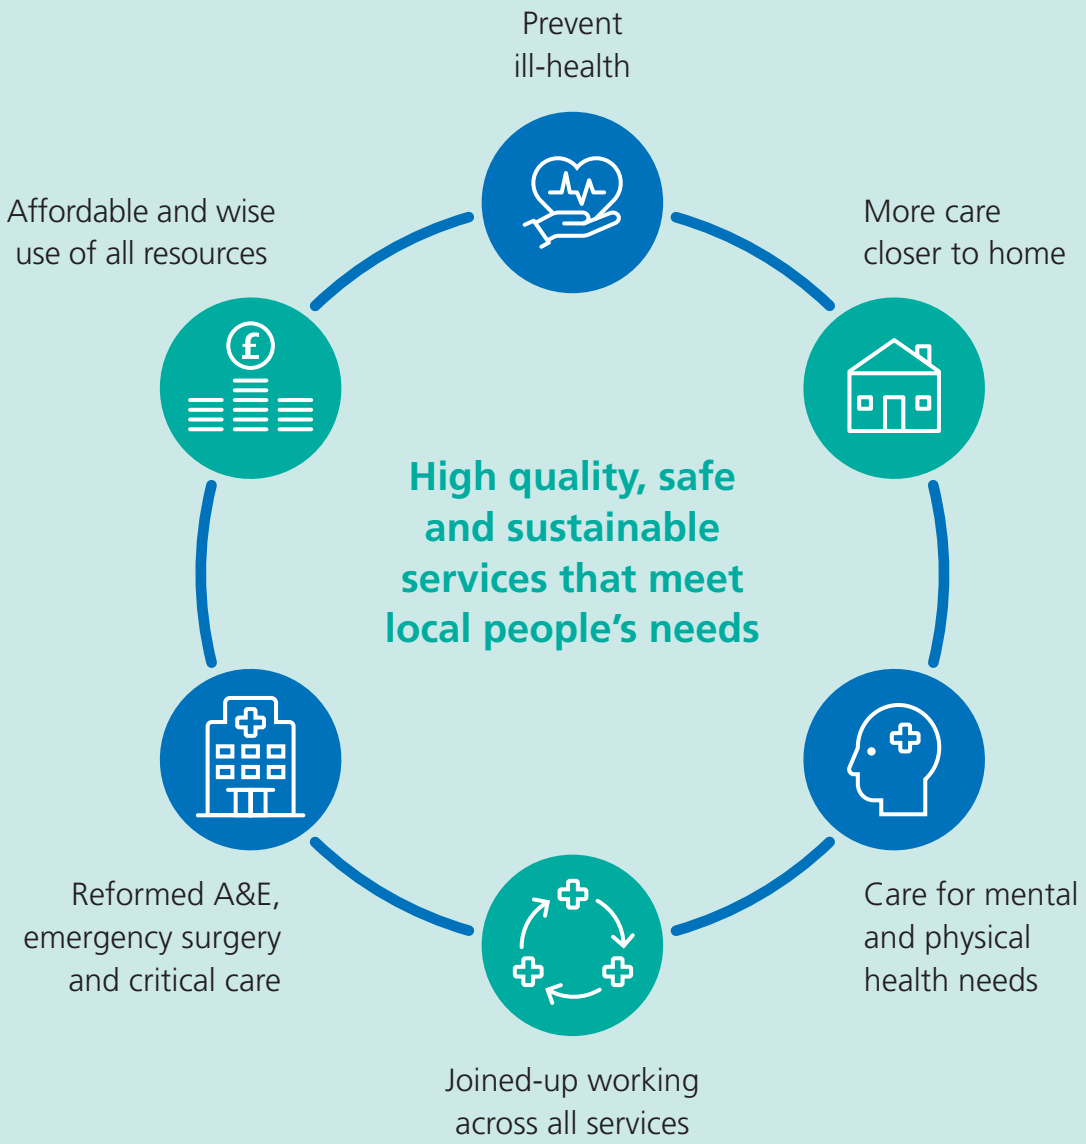 Prevent
ill-health
More care
closer to home
Care for mental
and physical
health needs
Joined-up working
across all services
Reformed A&E,
emergency surgery
and critical care
Affordable and wise
use of all resources
£
High quality, safe
and sustainable
services that meet
local people's needs